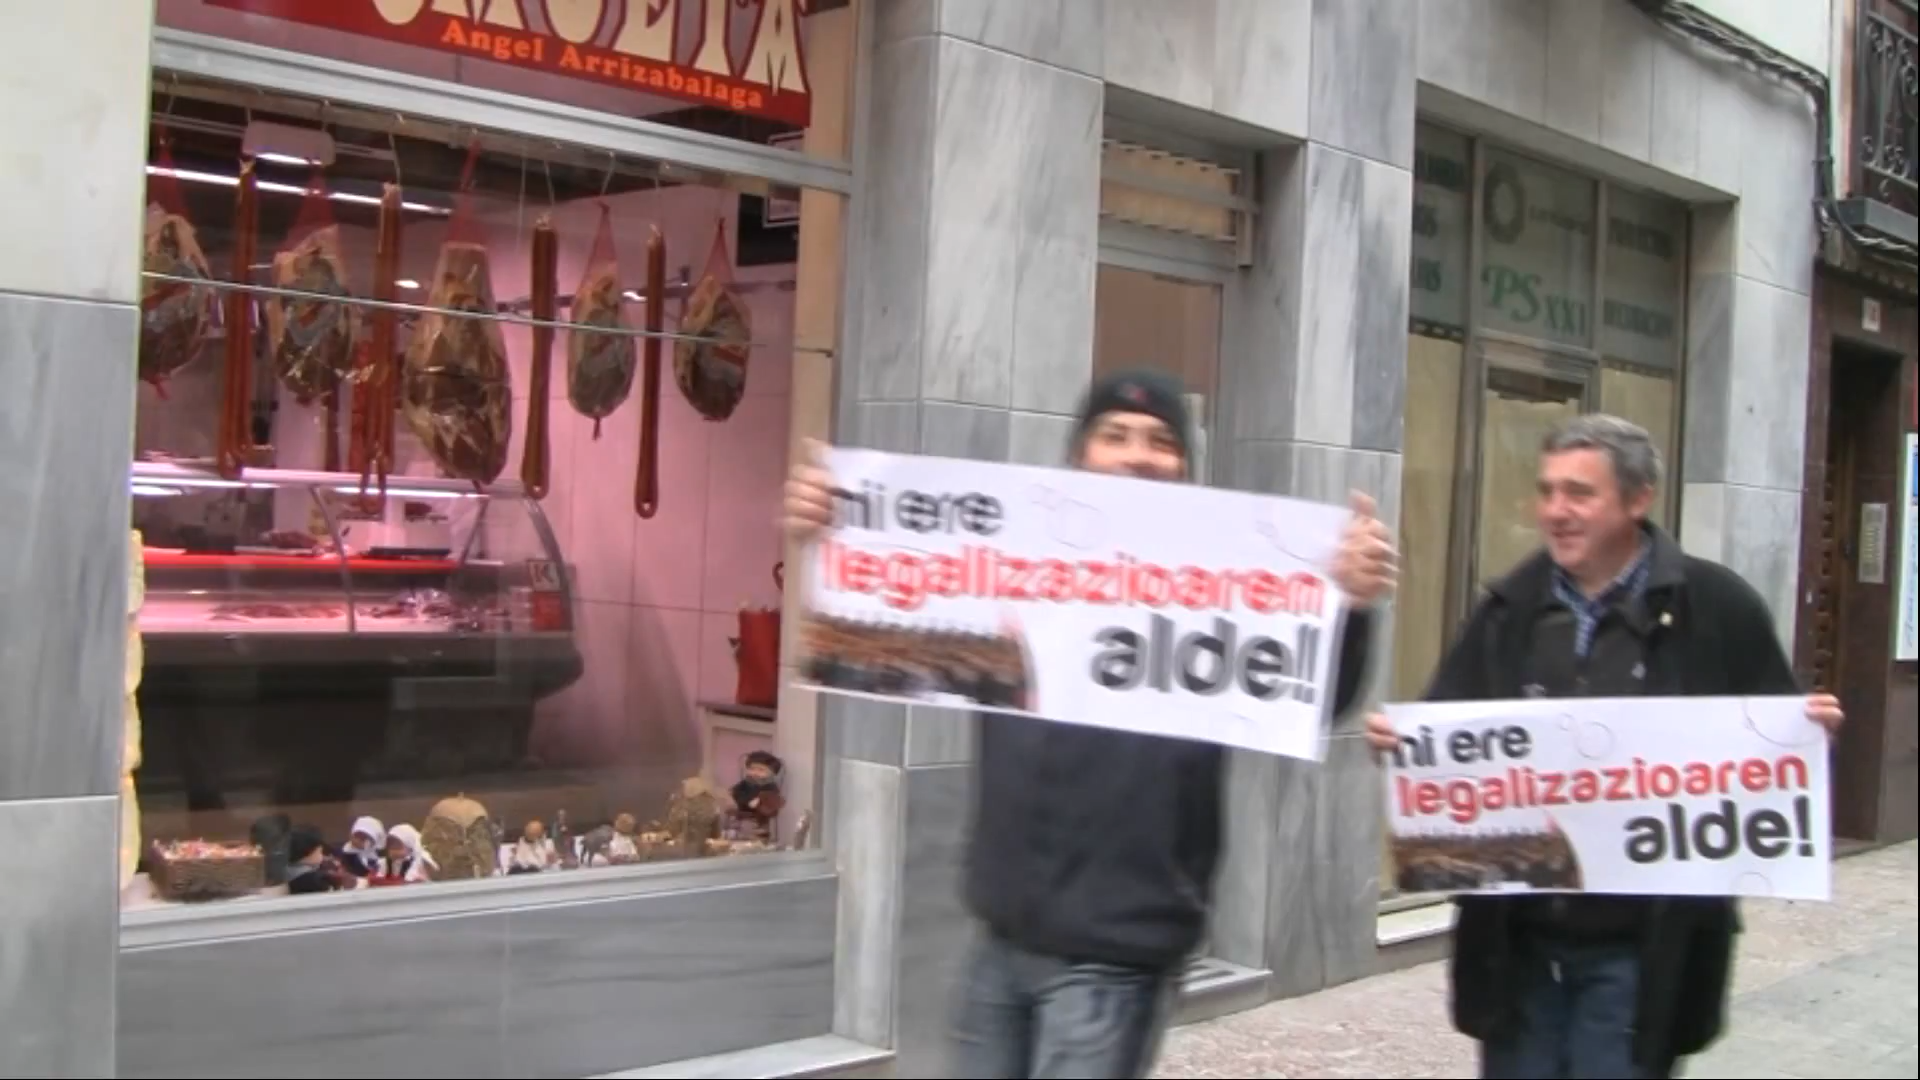 Angel Arrizabalaga
PS XXI
ni ere
legalizazioaren
alde!
ni ere
legalizazioaren
alde!